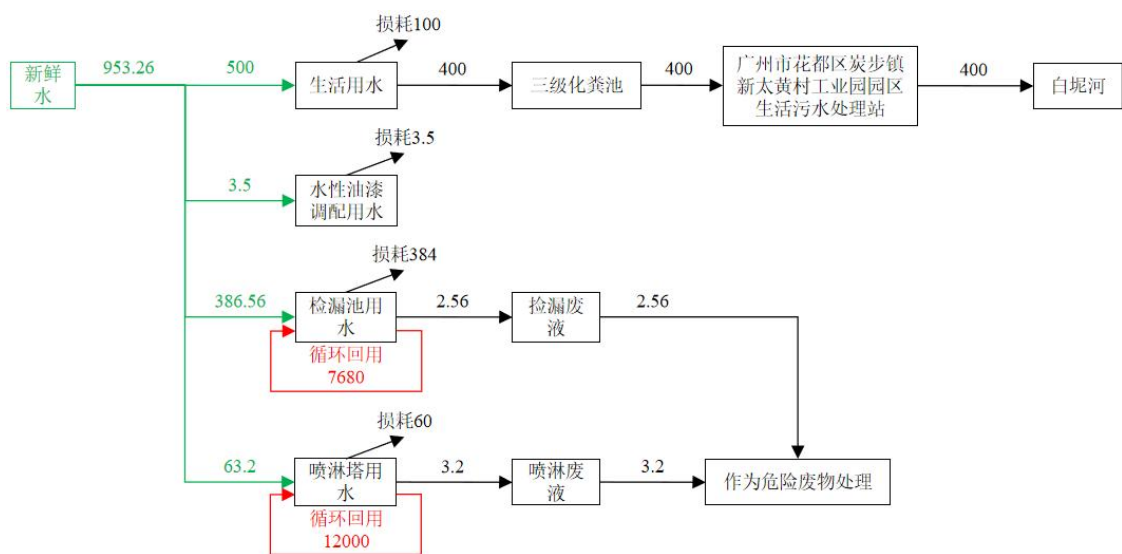 损耗100
新鲜
水
953.26
500
生活用水
400
三级化粪池
400
广州市花都区炭步镇
新太黄村工业园园区
生活污水处理站
400
白坭河
损耗3.5
3.5
水性油漆
调配用水
损耗384
386.56
检漏池用
水
2.56
捡漏废
液
2.56
循环回用
7680
损耗60
63.2
喷淋塔用
水
3.2
喷淋废
液
3.2
作为危险废物处理
循环回用
12000